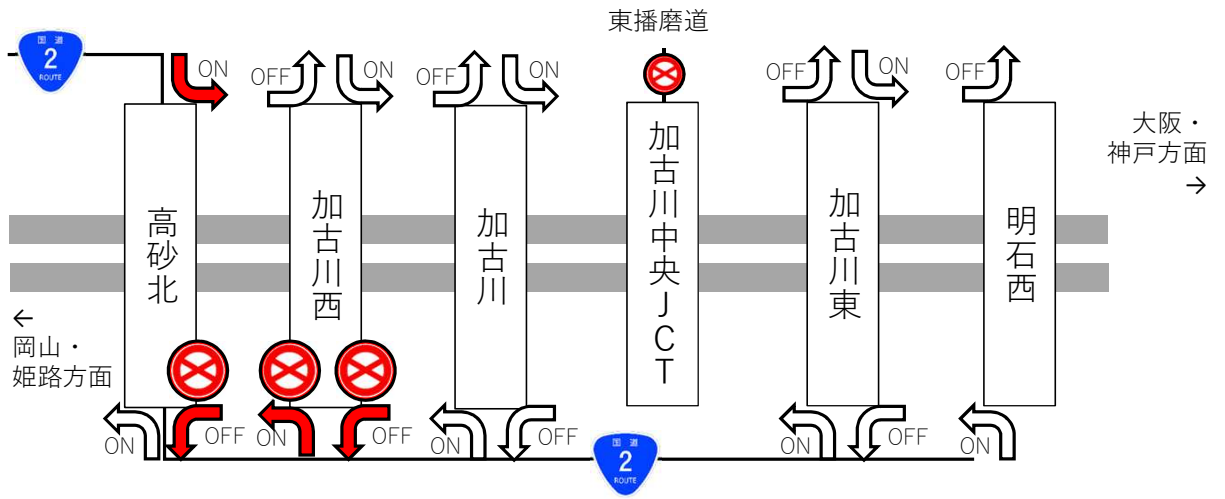 東播磨道
国道
2
ROUTE
ON
OFF
ON
OFF
ON
OFF
ON
OFF
大阪・
神戸方面
→
高砂北
加古川西
加古川
加古川中央JCT
加古川東
明石西
←
岡山・
姫路方面
ON
OFF
ON
OFF
ON
OFF
ON
OFF
ON
国道
2
ROUTE